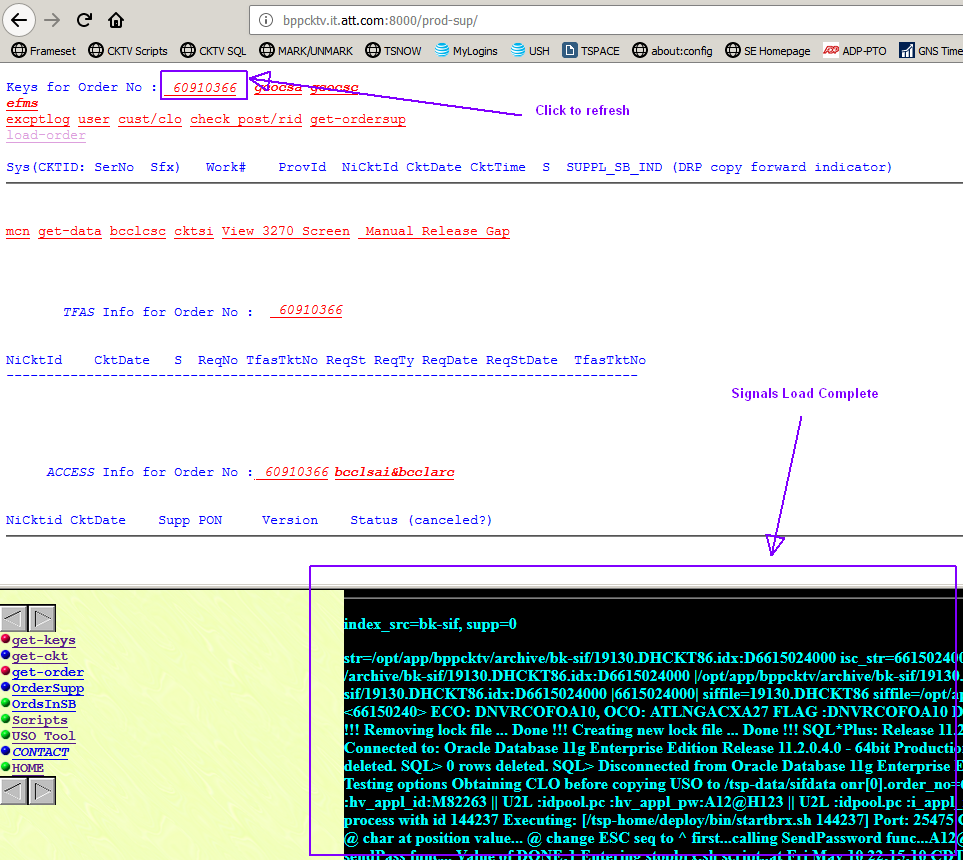 bppcktv.it.att.com:8000/prod-sup/
Frameset CKTV Scripts CKTV SQL MARK/UNMARK TSNOW MyLogins USH TSPACE about:config SE Homepage ADP ADP-PTO GNS Time
Keys for Order No : 60910366 gcocsa gcocsc
efms
Click to refresh
excptlog user cust/clo check post/rid get-ordersup
load-order
Sys(CKTID: SerNo Sfx) Work# ProvId NiCktId CktDate CktTime S SUPPL_SB_IND (DRP copy forward indicator)
mcn get-data bcclcsc cktsi View 3270 Screen Manual Release Gap
TFAS Info for Order No : 60910366
NiCktId CktDate S ReqNo TfasTktNo ReqSt ReqTy ReqDate ReqStDate TfasTktNo
Signals Load Complete
ACCESS Info for Order No : 60910366 bcclsai&bcclarc
NiCktid CktDate Supp PON Version Status (canceled?)
get-keys
get-ckt
get-order
OrderSupp
OrdsInSB
Scripts
USO Tool
CONTACT
HOME
index_src=bk-sif, supp=0
str=/opt/app/bppcktv/archive/bk-sif/19130.DHCKT86.idx:D6615024000 isc_str=661502400
/archive/bk-sif/19130.DHCKT86.idx:D6615024000 |/opt/app/bppcktv/archive/bk-
sif/19130.DHCKT86.idx:D6615024000 |6615024000| siffile=19130.DHCKT86 siffile=/opt/ap
<66150240> ECO: DNVRCOFOA10, OCO: ATLNGACXA27 FLAG :DNVRCOFOA10 D
!!! Removing lock file ... Done !!! Creating new lock file ... Done !!! SQL*Plus: Release 11.2
Connected to: Oracle Database 11g Enterprise Edition Release 11.2.0.4.0 - 64bit Productio
deleted. SQL> 0 rows deleted. SQL> Disconnected from Oracle Database 11g Enterprise E
Testing options Obtaining CLO before copying USO to /tsp-data/sifdata onr[0].order_no=6
:hv_appl_id:M82263 || U2L :idpool.pc :hv_appl_pw:A12@H123 || U2L :idpool.pc :i_appl_
process with id 144237 Executing: [/tsp-home/deploy/bin/startbrx.sh 144237] Port: 25475 C
@ char at position value... @ change ESC seq to ^ first...calling SendPassword func...A12@